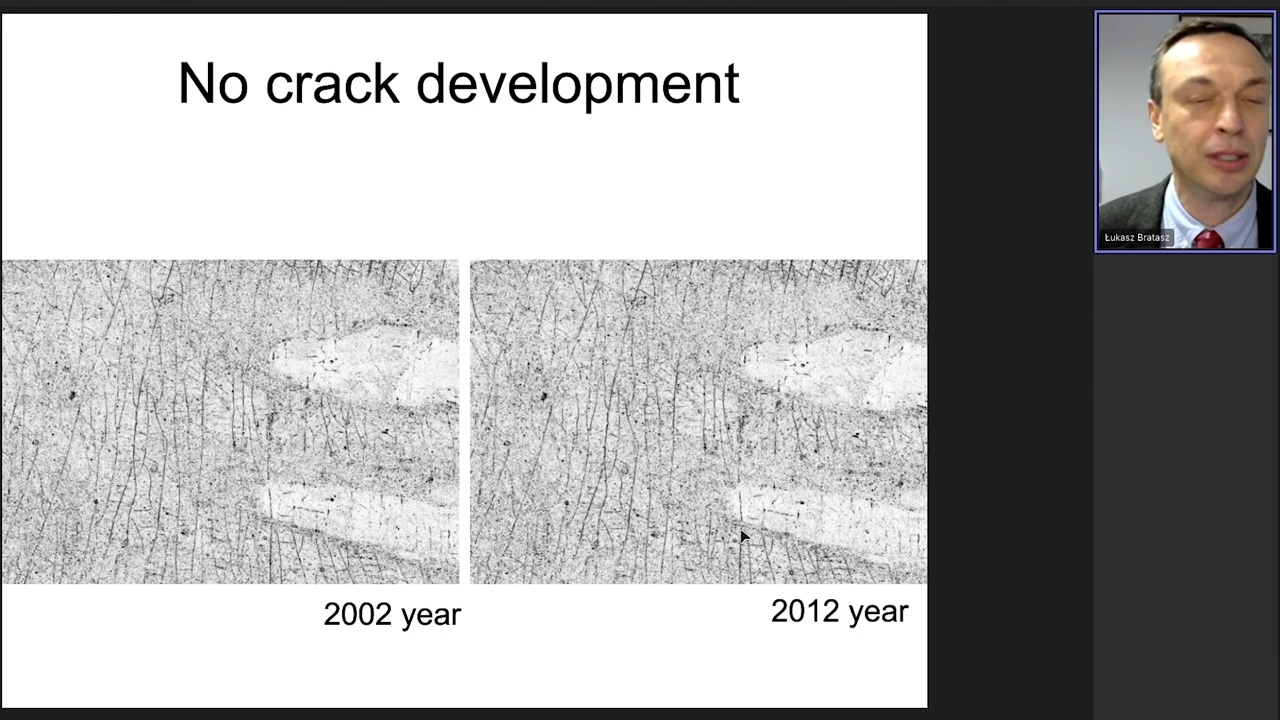 No crack development
Łukasz Bratasz
2002 year
2012 year